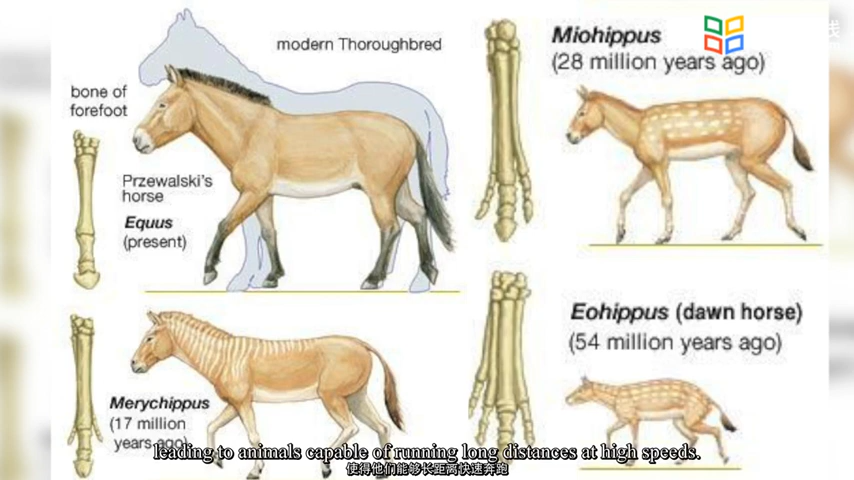 modern Thoroughbred
bone of
forefoot
Przewalski's
horse
Equus
(present)
Miohippus
(28 million years ago)
Merychippus
(17 million
years ago)
Eohippus (dawn horse)
(54 million years ago)
leading to animals capable of running long distances at high speeds.
使得他们能够长距离快速奔跑